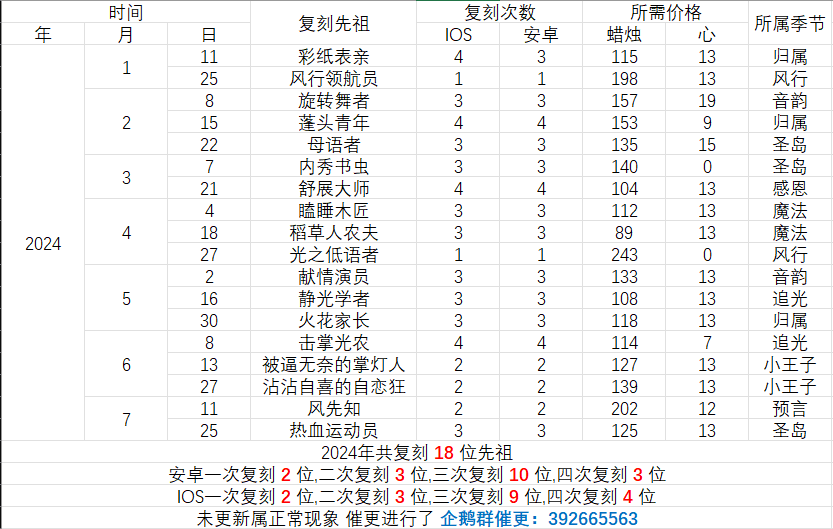 时间 复刻先祖 复刻次数 所需价格 所属季节
年 月 日 IOS 安卓 蜡烛 心
2024 1 11 彩纸表亲 4 3 115 13 归属
25 风行领航员 1 1 198 13 风行
2 8 旋转舞者 3 3 157 19 音韵
15 蓬头青年 4 4 153 9 归属
22 母语者 3 3 135 15 圣岛
3 7 内秀书虫 3 3 140 0 圣岛
21 舒展大师 4 4 104 13 感恩
4 4 瞌睡木匠 3 3 112 13 魔法
18 稻草人农夫 3 3 89 13 魔法
27 光之低语者 1 1 243 0 风行
5 2 献情演员 3 3 133 13 音韵
16 静光学者 3 3 108 13 追光
30 火花家长 3 3 118 13 归属
6 8 击掌光农 4 4 114 7 追光
13 被逼无奈的掌灯人 2 2 127 13 小王子
27 沾沾自喜的自恋狂 2 2 139 13 小王子
7 11 风先知 2 2 202 12 预言
25 热血运动员 3 3 125 13 圣岛
2024年共复刻 18 位先祖
安卓一次复刻 2 位,二次复刻 3 位,三次复刻 10 位,四次复刻 3 位
IOS一次复刻 2 位,二次复刻 3 位,三次复刻 9 位,四次复刻 4 位
未更新属正常现象 催更进行了 企鹅群催更：392665563